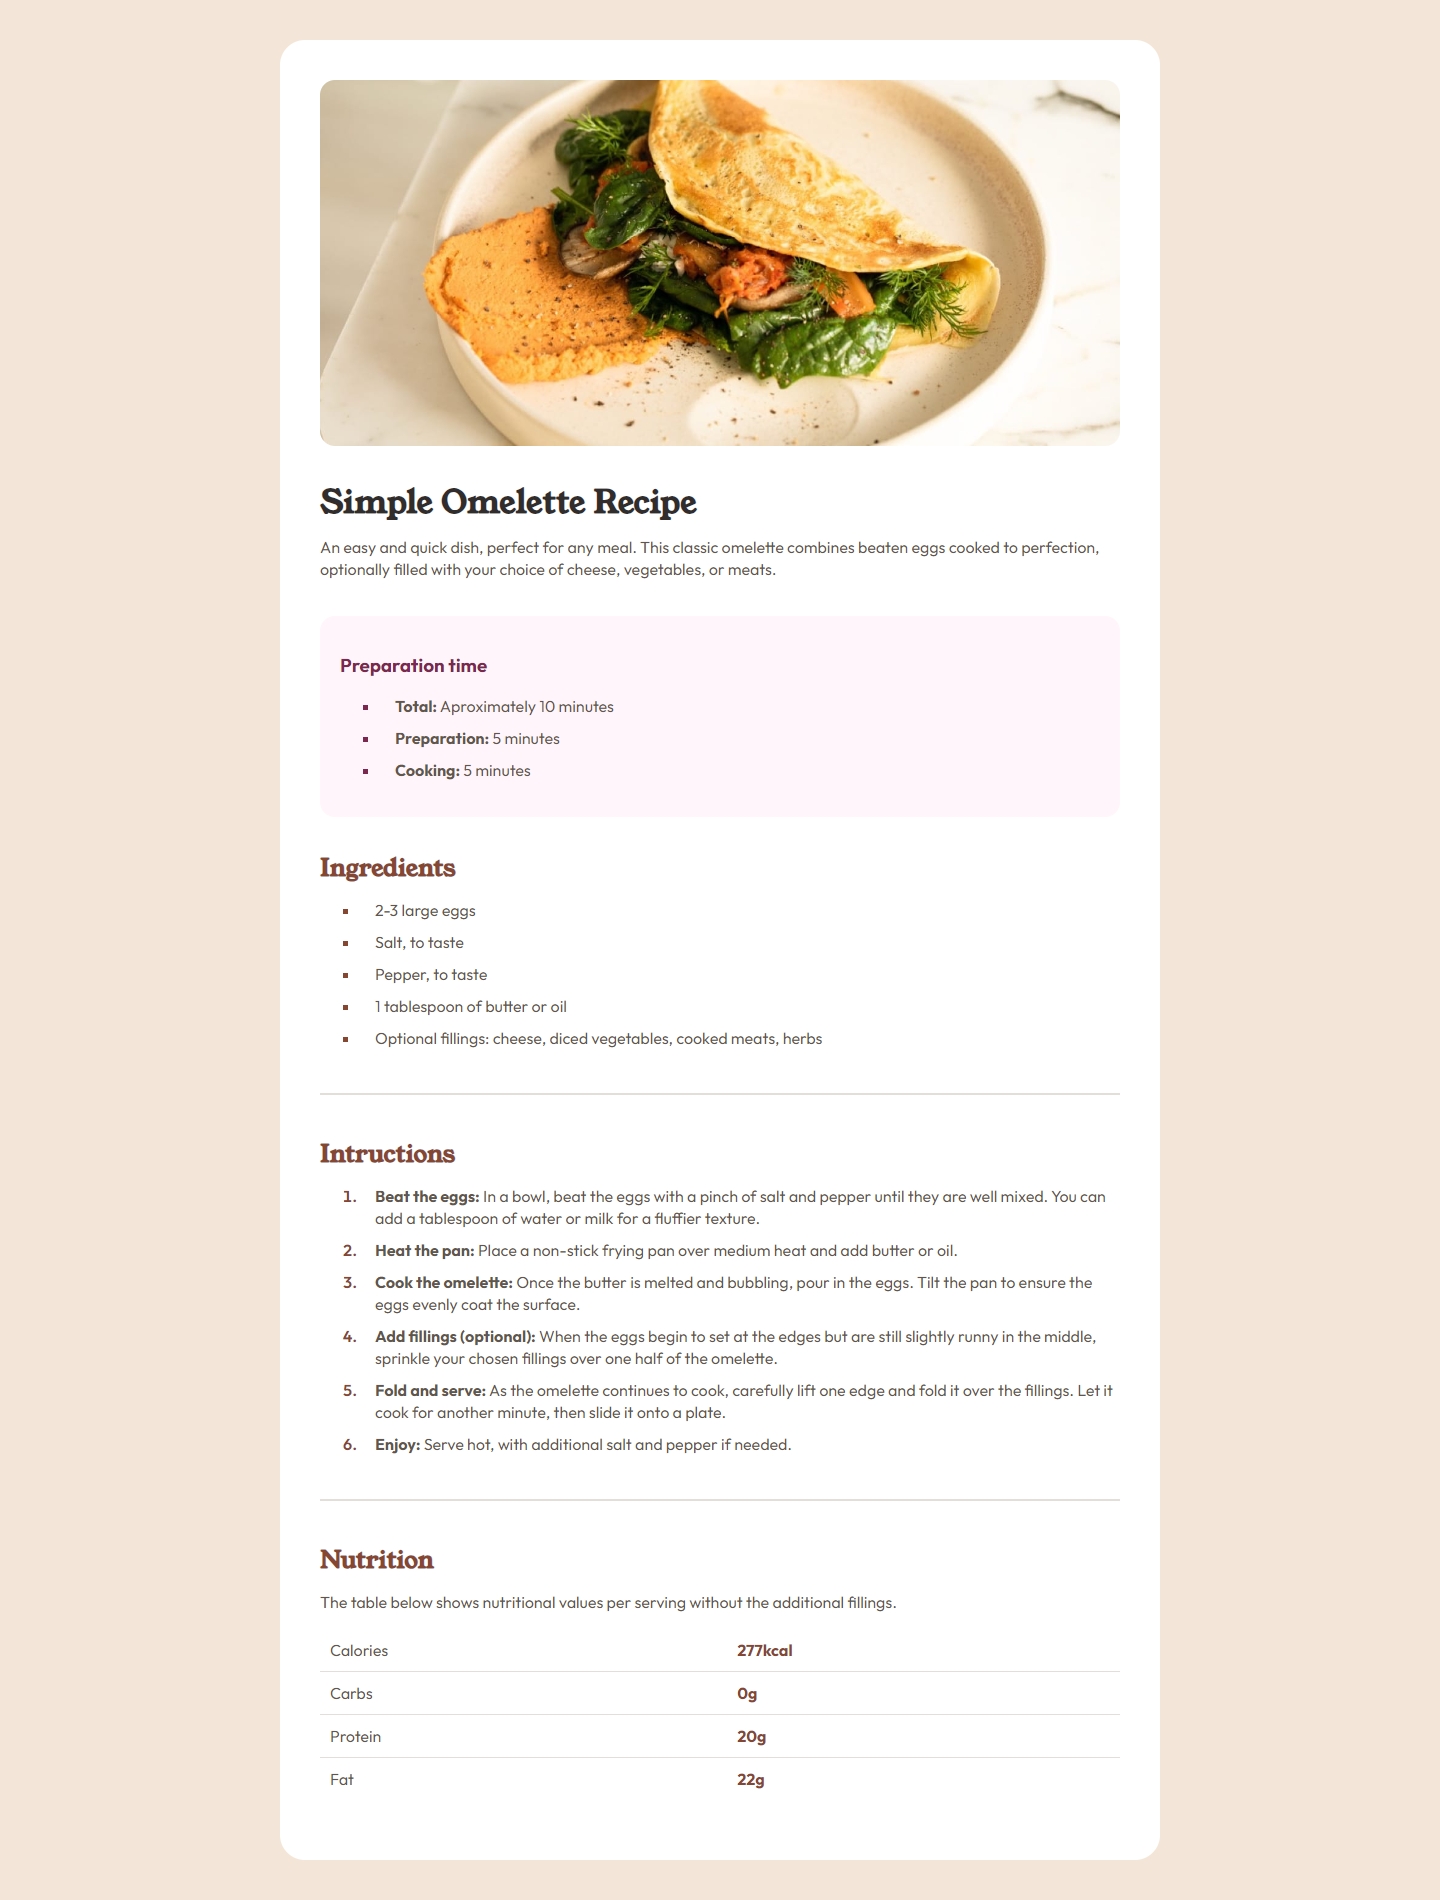 Simple Omelette Recipe
An easy and quick dish, perfect for any meal. This classic omelette combines beaten eggs cooked to perfection,
optionally filled with your choice of cheese, vegetables, or meats.
Preparation time
▪ Total: Aproximately 10 minutes
▪ Preparation: 5 minutes
▪ Cooking: 5 minutes
Ingredients
▪ 2-3 large eggs
▪ Salt, to taste
▪ Pepper, to taste
▪ 1 tablespoon of butter or oil
▪ Optional fillings: cheese, diced vegetables, cooked meats, herbs
Intructions
1. Beat the eggs: In a bowl, beat the eggs with a pinch of salt and pepper until they are well mixed. You can
add a tablespoon of water or milk for a fluffier texture.
2. Heat the pan: Place a non-stick frying pan over medium heat and add butter or oil.
3. Cook the omelette: Once the butter is melted and bubbling, pour in the eggs. Tilt the pan to ensure the
eggs evenly coat the surface.
4. Add fillings (optional): When the eggs begin to set at the edges but are still slightly runny in the middle,
sprinkle your chosen fillings over one half of the omelette.
5. Fold and serve: As the omelette continues to cook, carefully lift one edge and fold it over the fillings. Let it
cook for another minute, then slide it onto a plate.
6. Enjoy: Serve hot, with additional salt and pepper if needed.
Nutrition
The table below shows nutritional values per serving without the additional fillings.
Calories 277kcal
Carbs 0g
Protein 20g
Fat 22g